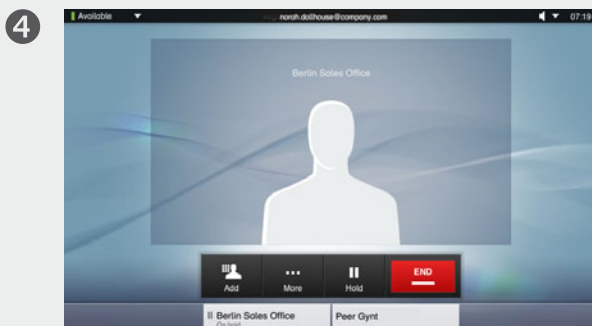 4
Available norah.dollhouse@company.com 07:19
Berlin Sales Office
Add More Hold END
Berlin Sales Office Peer Gynt
On hold